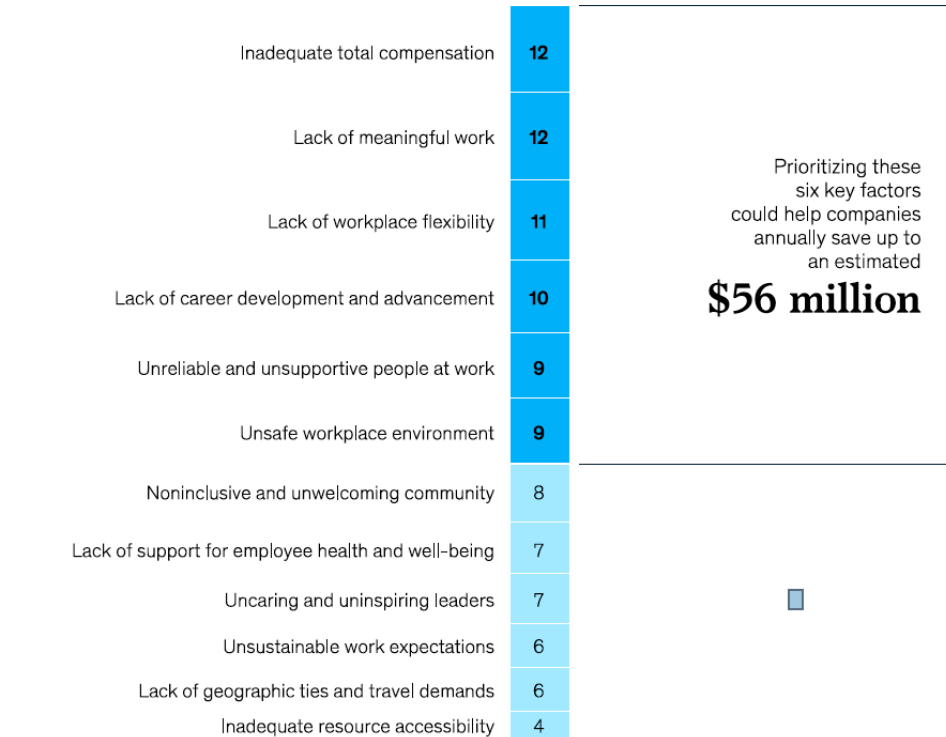 Inadequate total compensation 12
Lack of meaningful work 12
Lack of workplace flexibility 11
Lack of career development and advancement 10
Unreliable and unsupportive people at work 9
Unsafe workplace environment 9
Noninclusive and unwelcoming community 8
Lack of support for employee health and well-being 7
Uncaring and uninspiring leaders 7
Unsustainable work expectations 6
Lack of geographic ties and travel demands 6
Inadequate resource accessibility 4
Prioritizing these
six key factors
could help companies
annually save up to
an estimated
$56 million